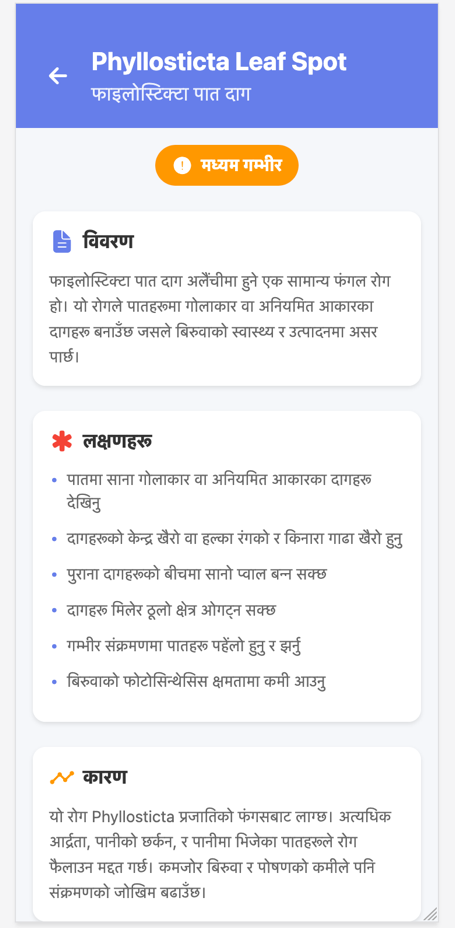 Phyllosticta Leaf Spot
फाइलोस्टिक्टा पात दाग
मध्यम गम्भीर
विवरण
फाइलोस्टिक्टा पात दाग अलैंचीमा हुने एक सामान्य फंगल रोग
हो। यो रोगले पातहरूमा गोलाकार वा अनियमित आकारका
दागहरू बनाउँछ जसले बिरुवाको स्वास्थ्य र उत्पादनमा असर
पार्छ।
लक्षणहरू
• पातमा साना गोलाकार वा अनियमित आकारका दागहरू
देखिनु
• दागहरूको केन्द्र खैरो वा हल्का रंगको र किनारा गाढा खैरो हुनु
• पुराना दागहरूको बीचमा सानो प्वाल बन्न सक्छ
• दागहरू मिलेर ठूलो क्षेत्र ओगट्न सक्छ
• गम्भीर संक्रमणमा पातहरू पहेंलो हुनु र झर्नु
• बिरुवाको फोटोसिन्थेसिस क्षमतामा कमी आउनु
कारण
यो रोग Phyllosticta प्रजातिको फंगसबाट लाग्छ। अत्यधिक
आर्द्रता, पानीको छर्कन, र पानीमा भिजेका पातहरूले रोग
फैलाउन मद्दत गर्छ। कमजोर बिरुवा र पोषणको कमीले पनि
संक्रमणको जोखिम बढाउँछ।